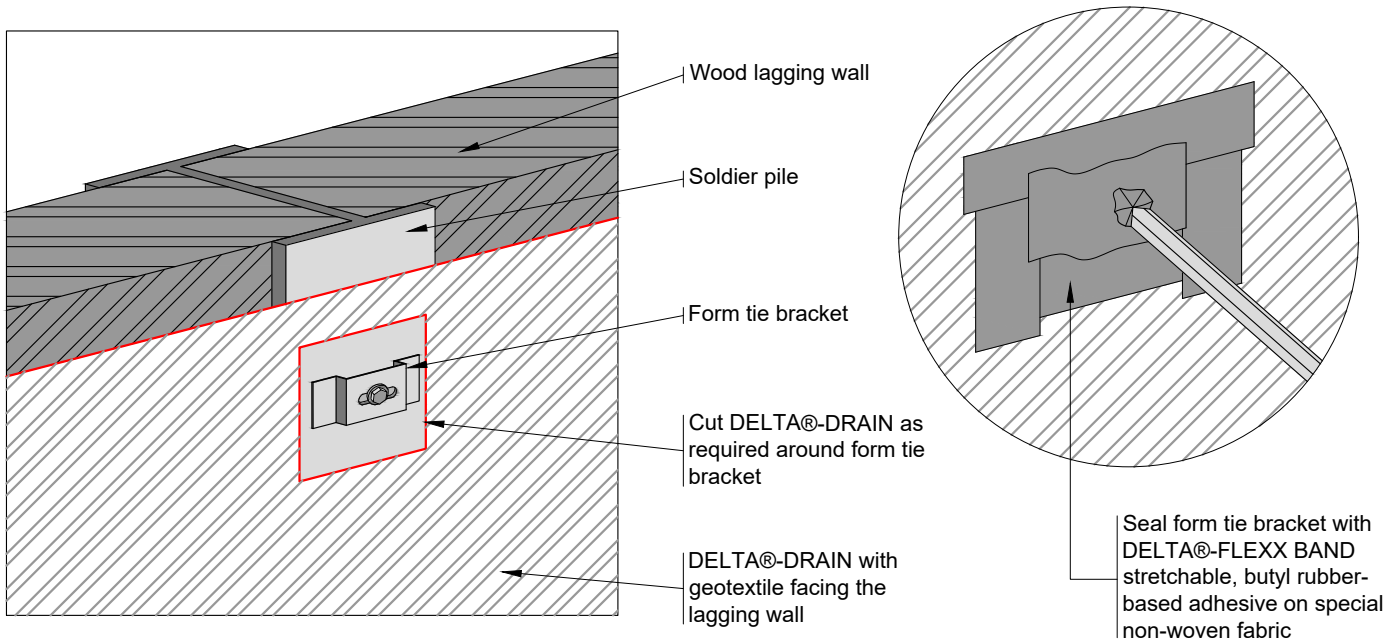 Wood lagging wall
Soldier pile
Form tie bracket
Cut DELTA®-DRAIN as
required around form tie
bracket
DELTA®-DRAIN with
geotextile facing the
lagging wall
Seal form tie bracket with
DELTA®-FLEXX BAND
stretchable, butyl rubber-
based adhesive on special
non-woven fabric